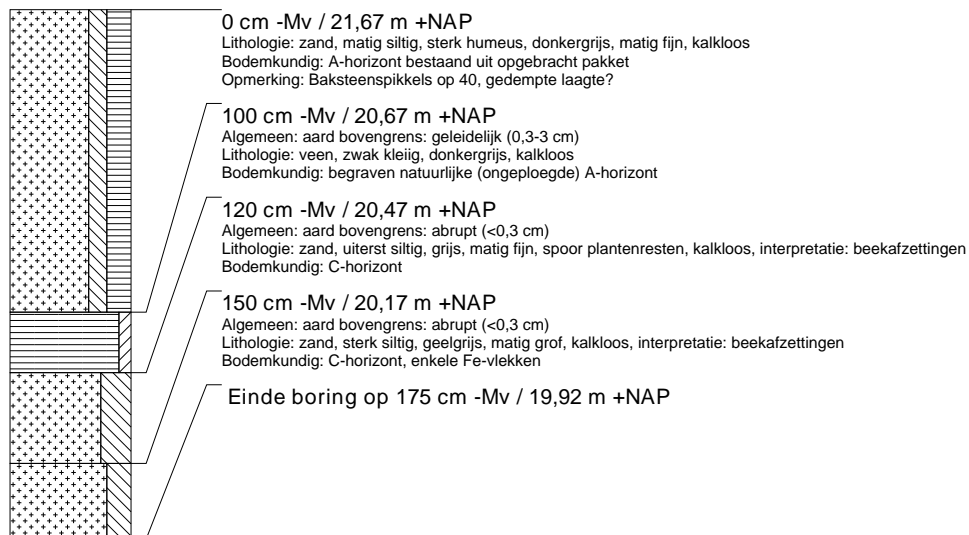 0 cm -Mv / 21,67 m +NAP
Lithologie: zand, matig siltig, sterk humeus, donkergrijs, matig fijn, kalkloos
Bodemkundig: A-horizont bestaand uit opgebracht pakket
Opmerking: Baksteenspikkels op 40, gedempte laagte?
100 cm -Mv / 20,67 m +NAP
Algemeen: aard bovengrens: geleidelijk (0,3-3 cm)
Lithologie: veen, zwak kleiig, donkergrijs, kalkloos
Bodemkundig: begraven natuurlijke (ongeploegde) A-horizont
120 cm -Mv / 20,47 m +NAP
Algemeen: aard bovengrens: abrupt (<0,3 cm)
Lithologie: zand, uiterst siltig, grijs, matig fijn, spoor plantenresten, kalkloos, interpretatie: beekafzettingen
Bodemkundig: C-horizont
150 cm -Mv / 20,17 m +NAP
Algemeen: aard bovengrens: abrupt (<0,3 cm)
Lithologie: zand, sterk siltig, geelgrijs, matig grof, kalkloos, interpretatie: beekafzettingen
Bodemkundig: C-horizont, enkele Fe-vlekken
Einde boring op 175 cm -Mv / 19,92 m +NAP